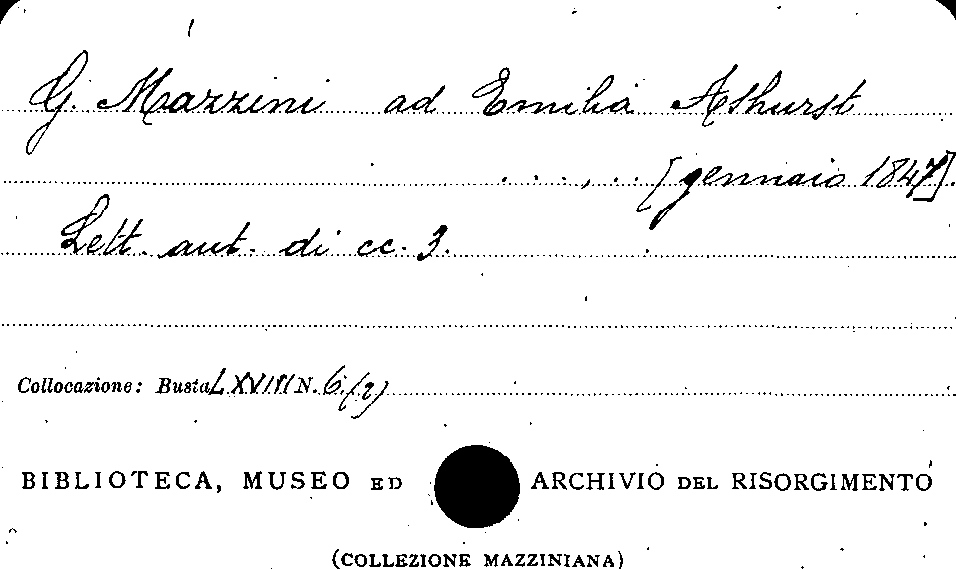 G. Mazzini ad Emilia Ashurst
. . . , . . [gennaio 1847].
Lett. aut. di cc. 3.
Collocazione: Busta LXVIII N. 6. (2)
BIBLIOTECA, MUSEO ED ARCHIVIO DEL RISORGIMENTO
(COLLEZIONE MAZZINIANA)